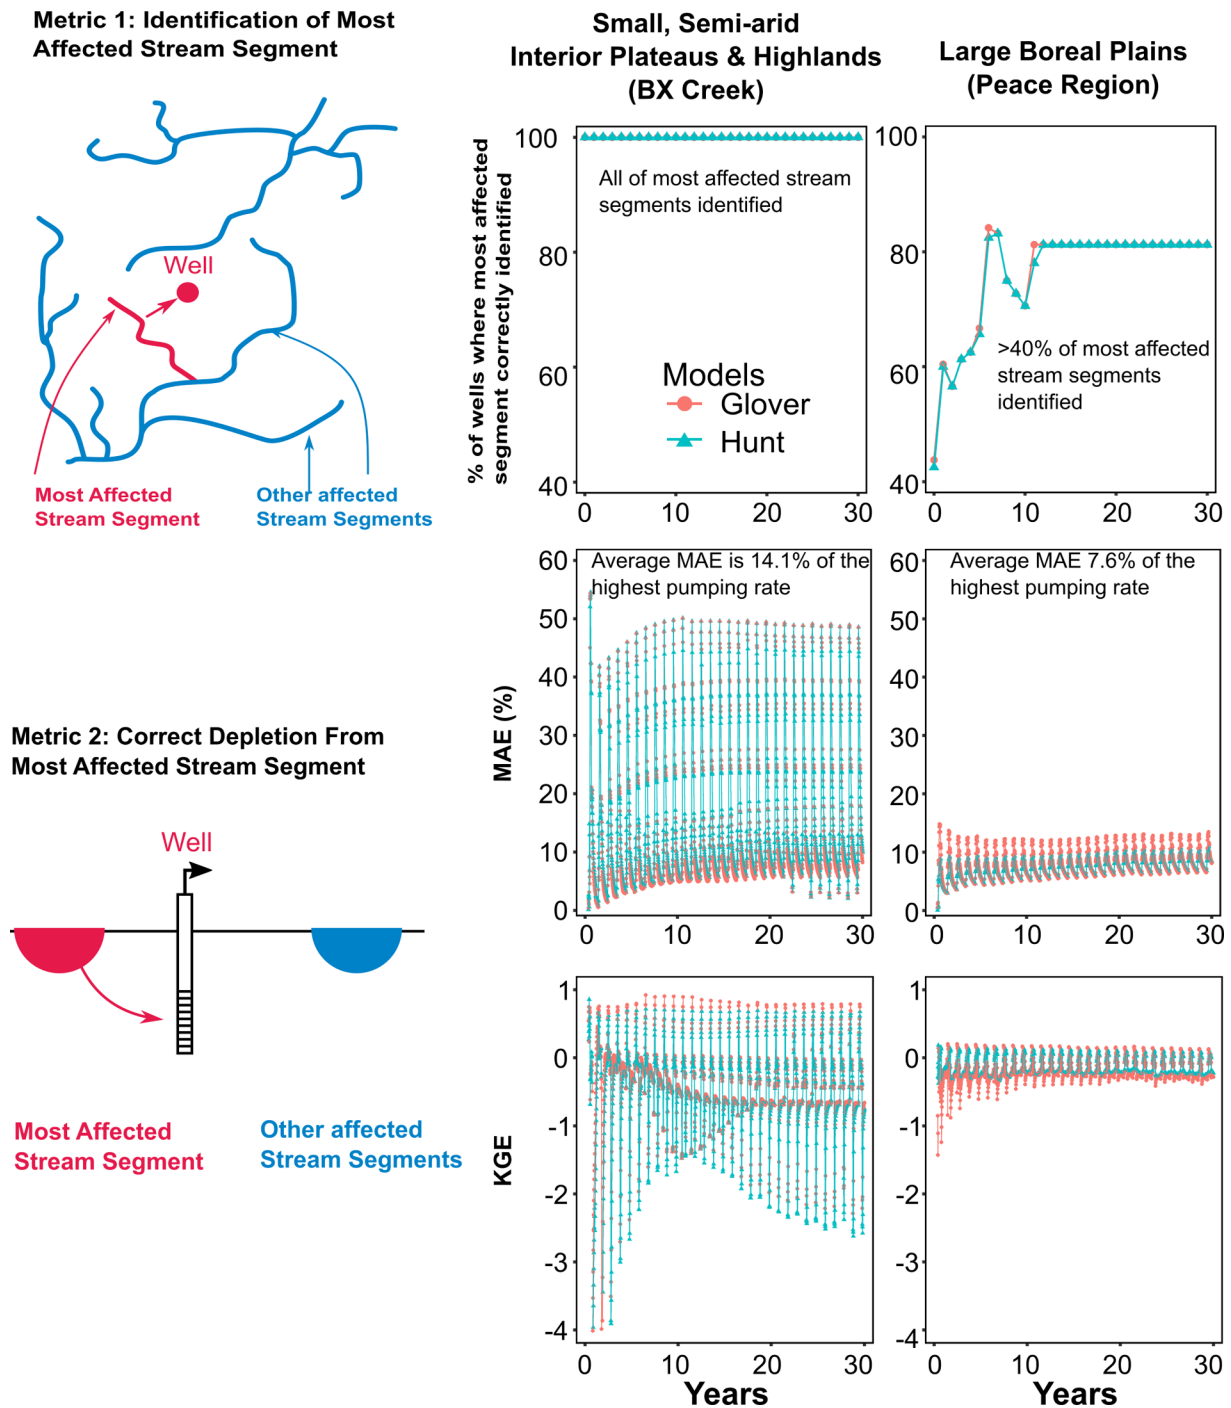 Metric 1: Identification of Most
Affected Stream Segment
Well
Most Affected
Stream Segment
Other affected
Stream Segments
Metric 2: Correct Depletion From
Most Affected Stream Segment
Well
Most Affected
Stream Segment
Other affected
Stream Segments
Small, Semi-arid
Interior Plateaus & Highlands
(BX Creek)
Large Boreal Plains
(Peace Region)
% of wells where most affected
segment correctly identified
100
80
60
40
All of most affected stream
segments identified
Models
Glover
Hunt
0
10
20
30
100
80
60
40
>40% of most affected
stream segments
identified
0
10
20
30
MAE (%)
60
50
40
30
20
10
0
Average MAE is 14.1% of the
highest pumping rate
0
10
20
30
60
50
40
30
20
10
0
Average MAE 7.6% of the
highest pumping rate
0
10
20
30
KGE
1
0
-1
-2
-3
-4
0
10
20
30
Years
1
0
-1
-2
-3
-4
0
10
20
30
Years